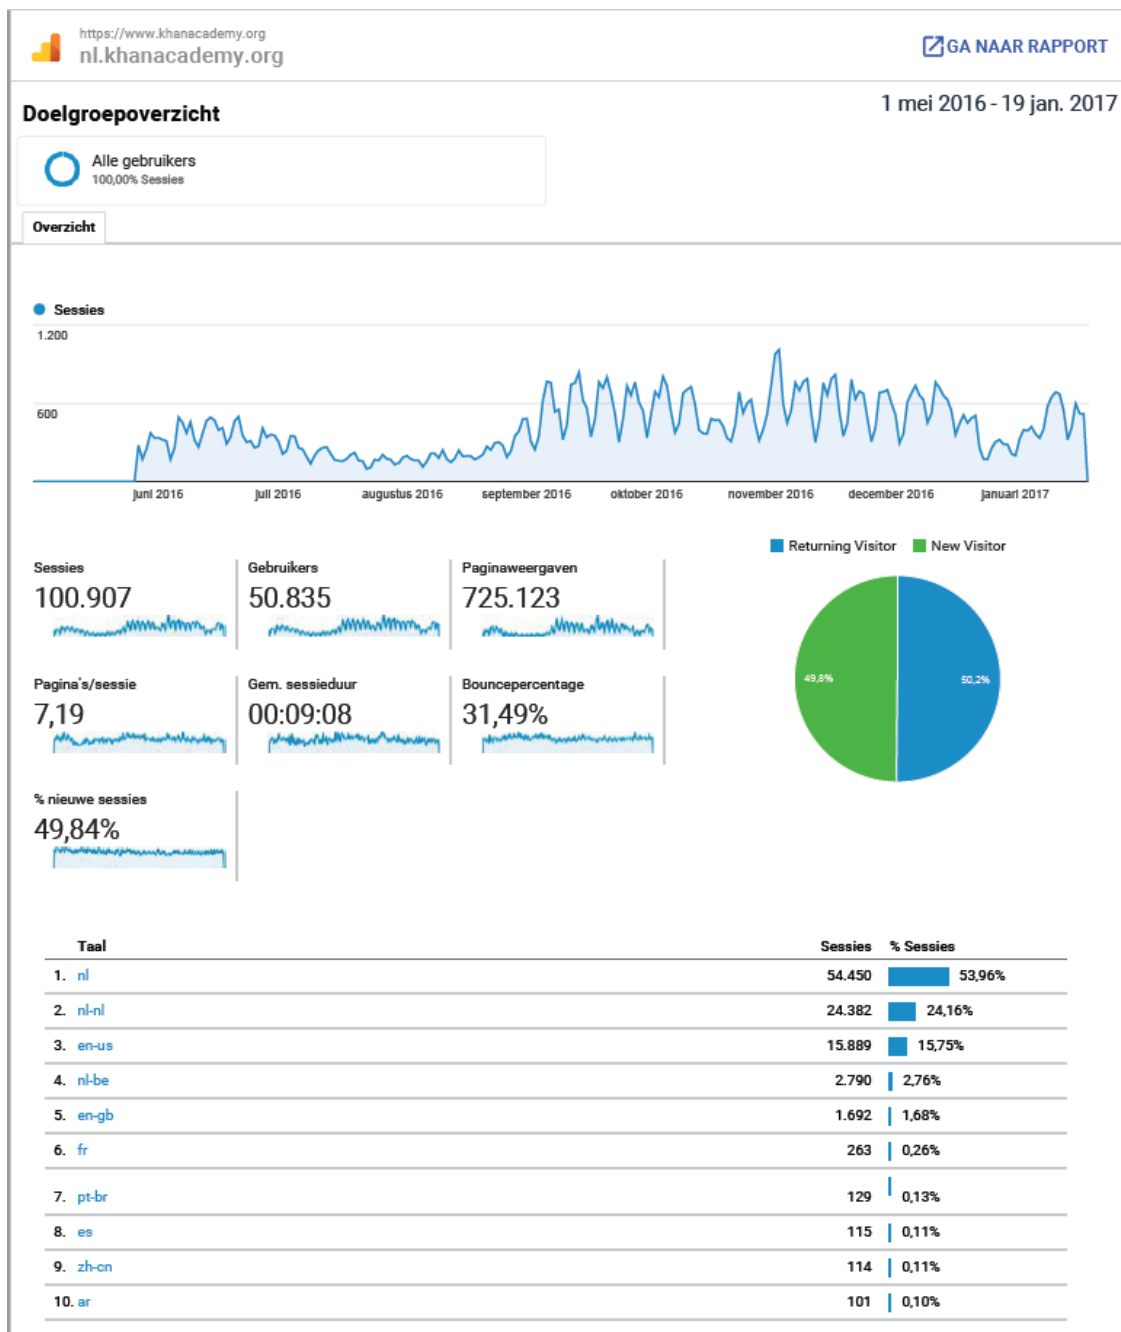 https://www.khanacademy.org
nl.khanacademy.org
GA NAAR RAPPORT
Doelgroepoverzicht
1 mei 2016 - 19 jan. 2017
Alle gebruikers
100,00% Sessies
Overzicht
Sessies
1.200
600
juni 2016 juli 2016 augustus 2016 september 2016 oktober 2016 november 2016 december 2016 januari 2017
Returning Visitor New Visitor
Sessies Gebruikers Paginaweergaven
100.907 50.835 725.123
49,8% 50,2%
Pagina's/sessie Gem. sessieduur Bouncepercentage
7,19 00:09:08 31,49%
% nieuwe sessies
49,84%
Taal Sessies % Sessies
1. nl 54.450 53,96%
2. nl-nl 24.382 24,16%
3. en-us 15.889 15,75%
4. nl-be 2.790 2,76%
5. en-gb 1.692 1,68%
6. fr 263 0,26%
7. pt-br 129 0,13%
8. es 115 0,11%
9. zh-cn 114 0,11%
10. ar 101 0,10%